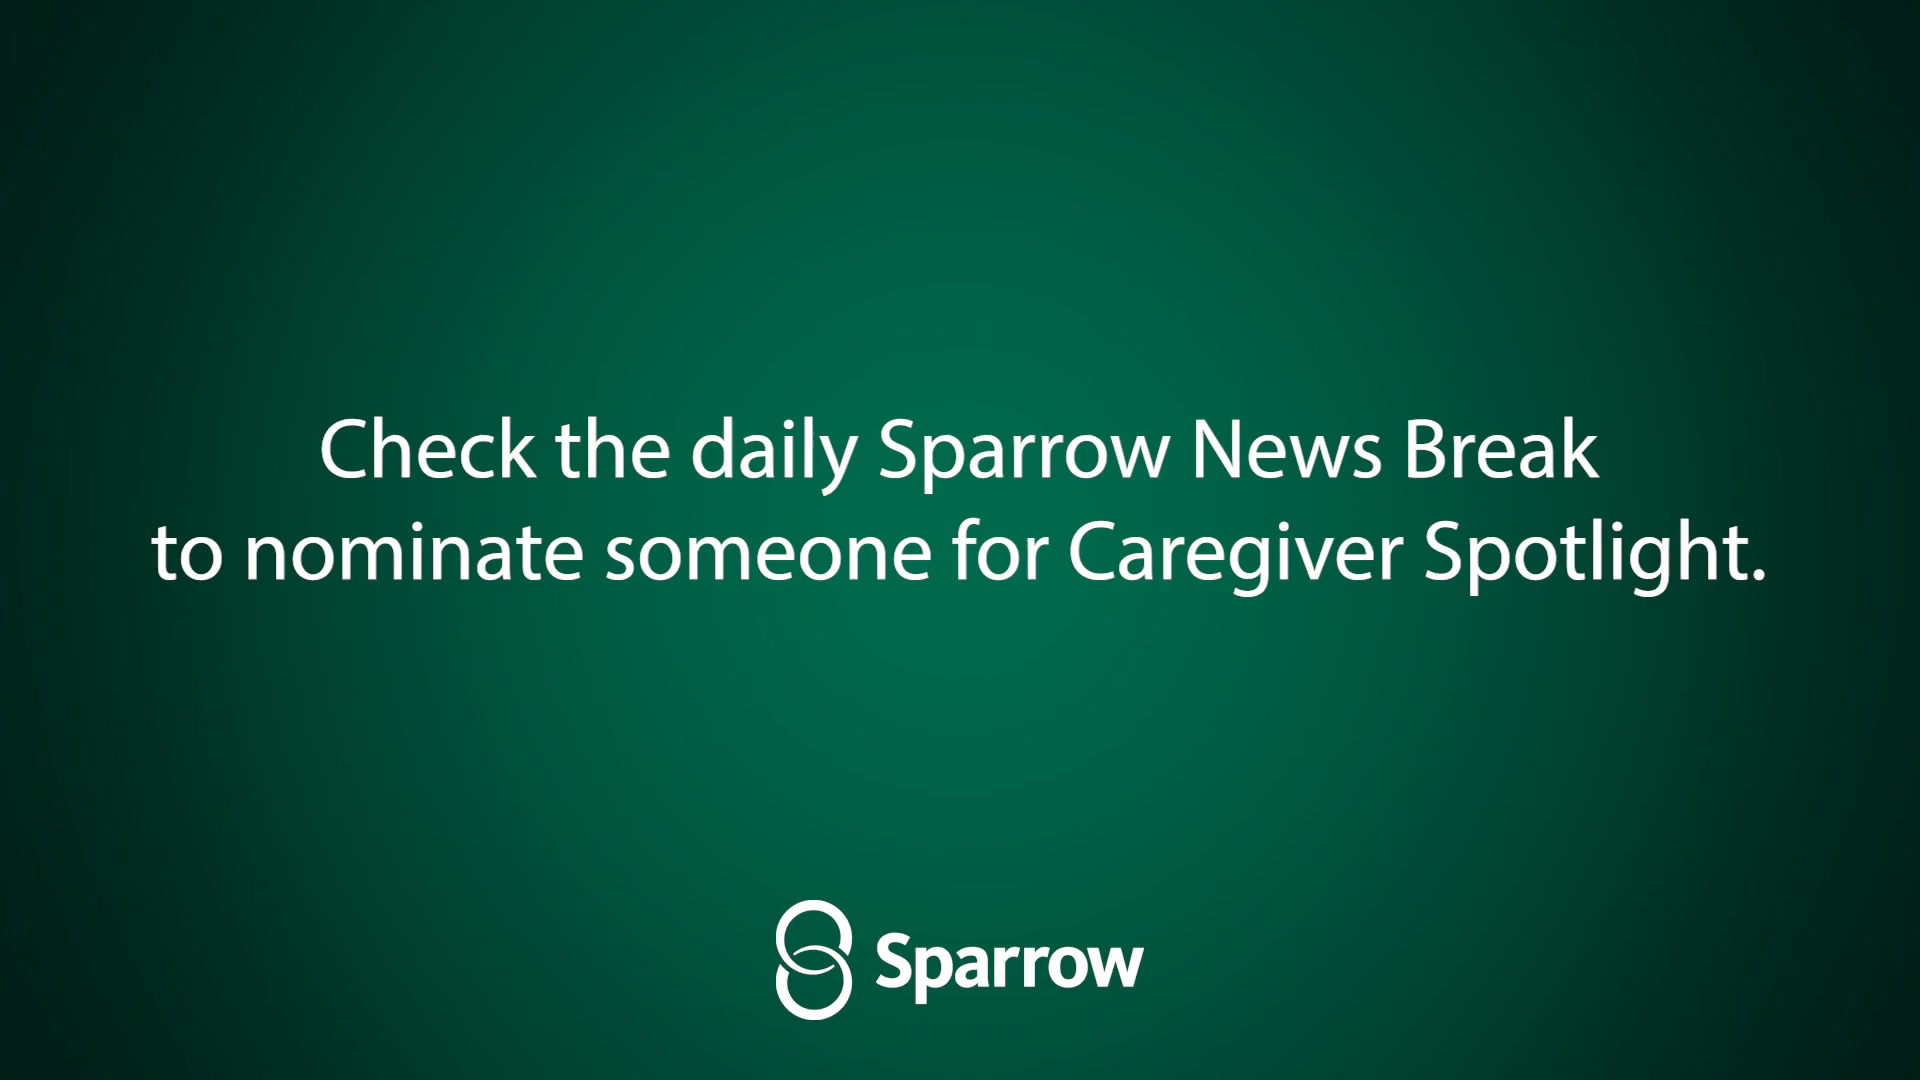 Check the daily Sparrow News Break
to nominate someone for Caregiver Spotlight.
Sparrow